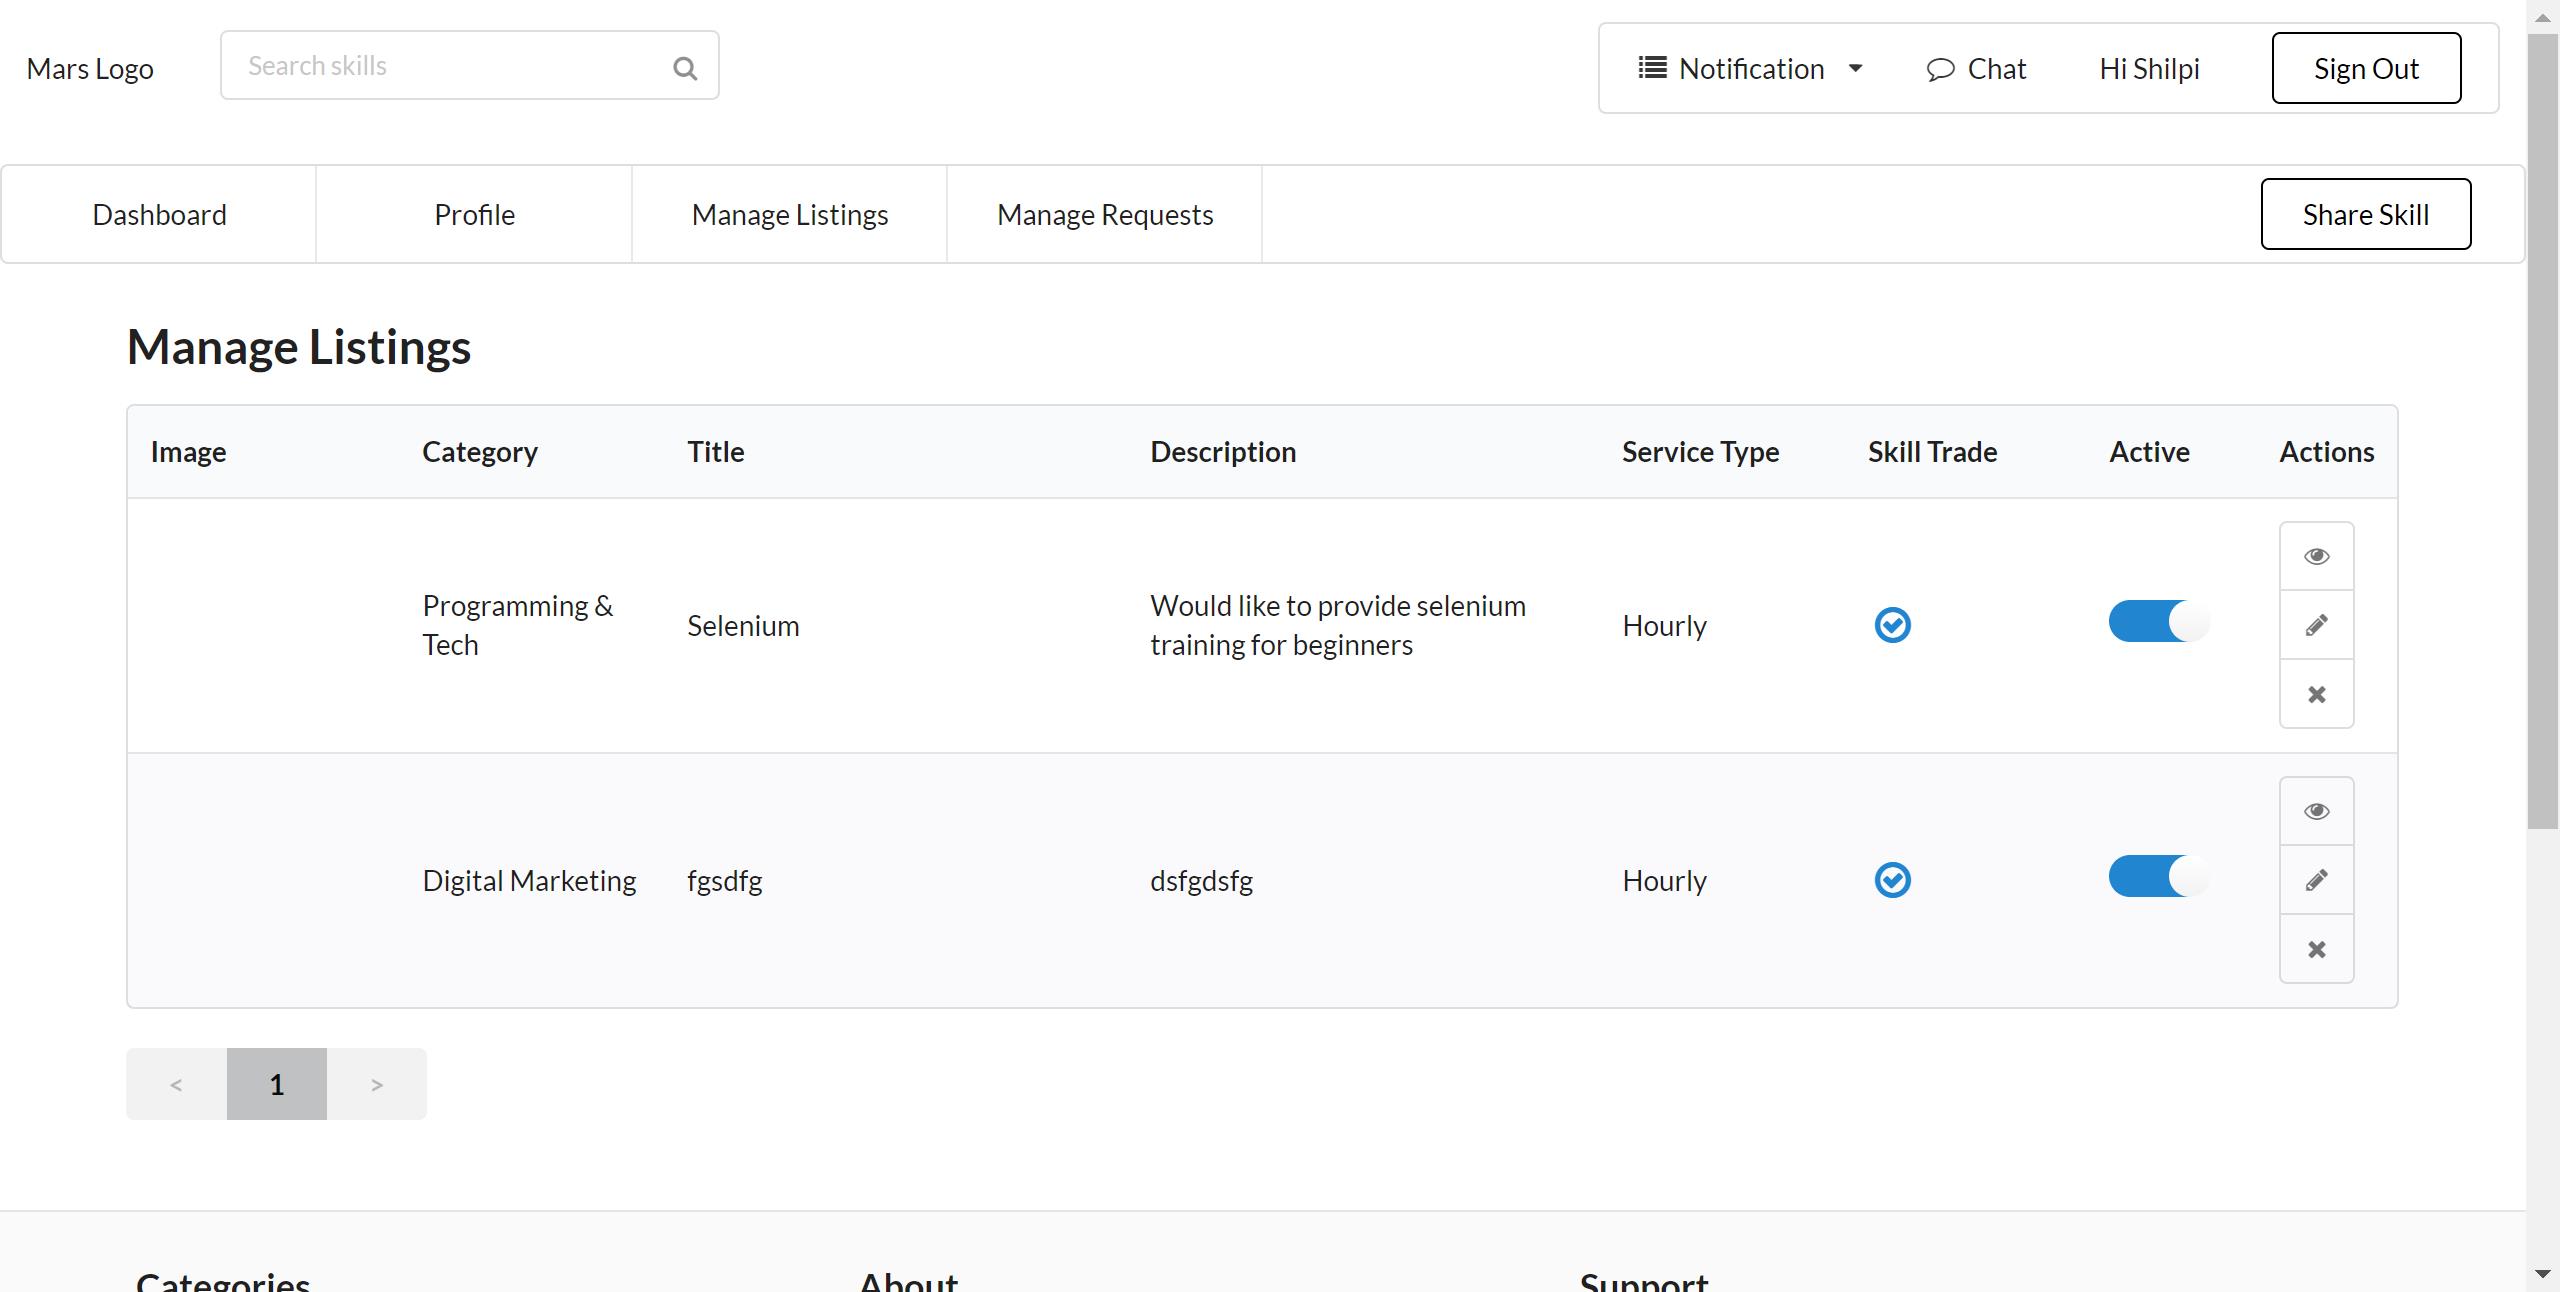 Mars Logo
Search skills
Notification
Chat
Hi Shilpi
Sign Out
Dashboard
Profile
Manage Listings
Manage Requests
Share Skill
Manage Listings
Image
Category
Title
Description
Service Type
Skill Trade
Active
Actions
Programming &
Tech
Selenium
Would like to provide selenium
training for beginners
Hourly
Digital Marketing
fgsdfg
dsfgdsfg
Hourly
<
1
>
Categories
About
Support